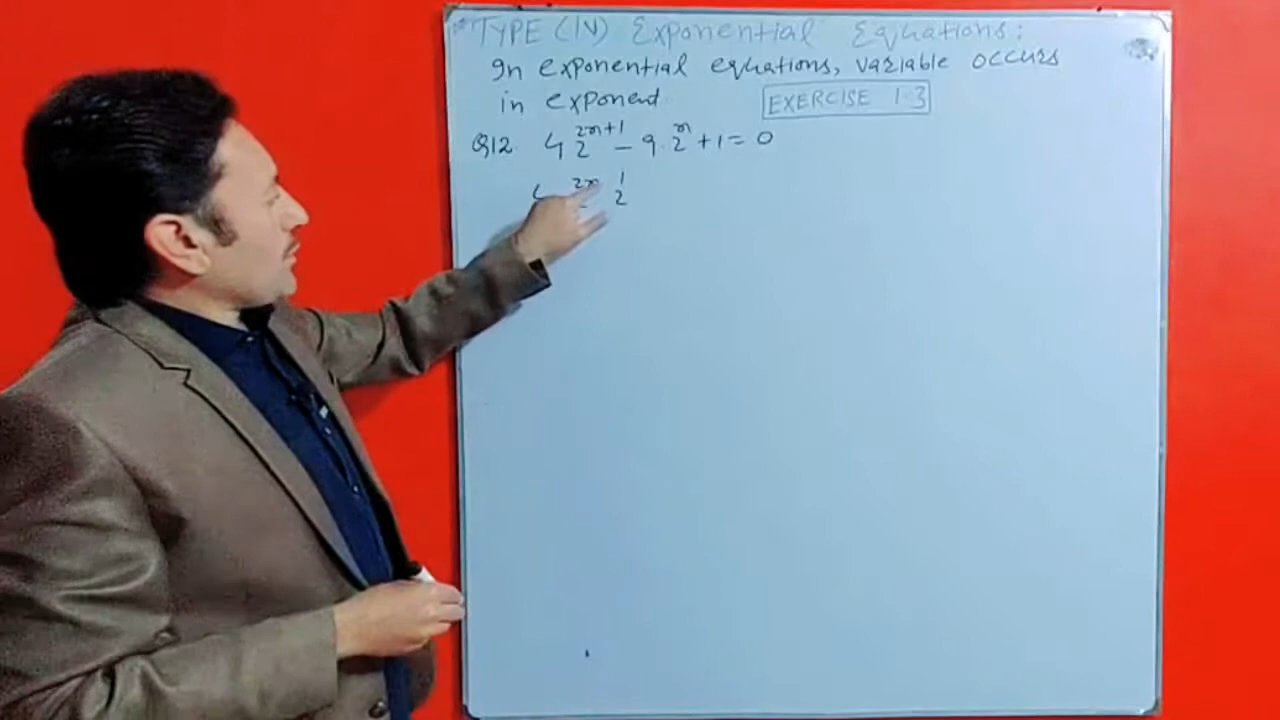 TYPE (IV) Exponential Equations:
In exponential equations, variable occurs
in exponent. EXERCISE 1.3
Q12 4 2^{2x+1} - 9. 2^x + 1 = 0
2^{2x} 2^1